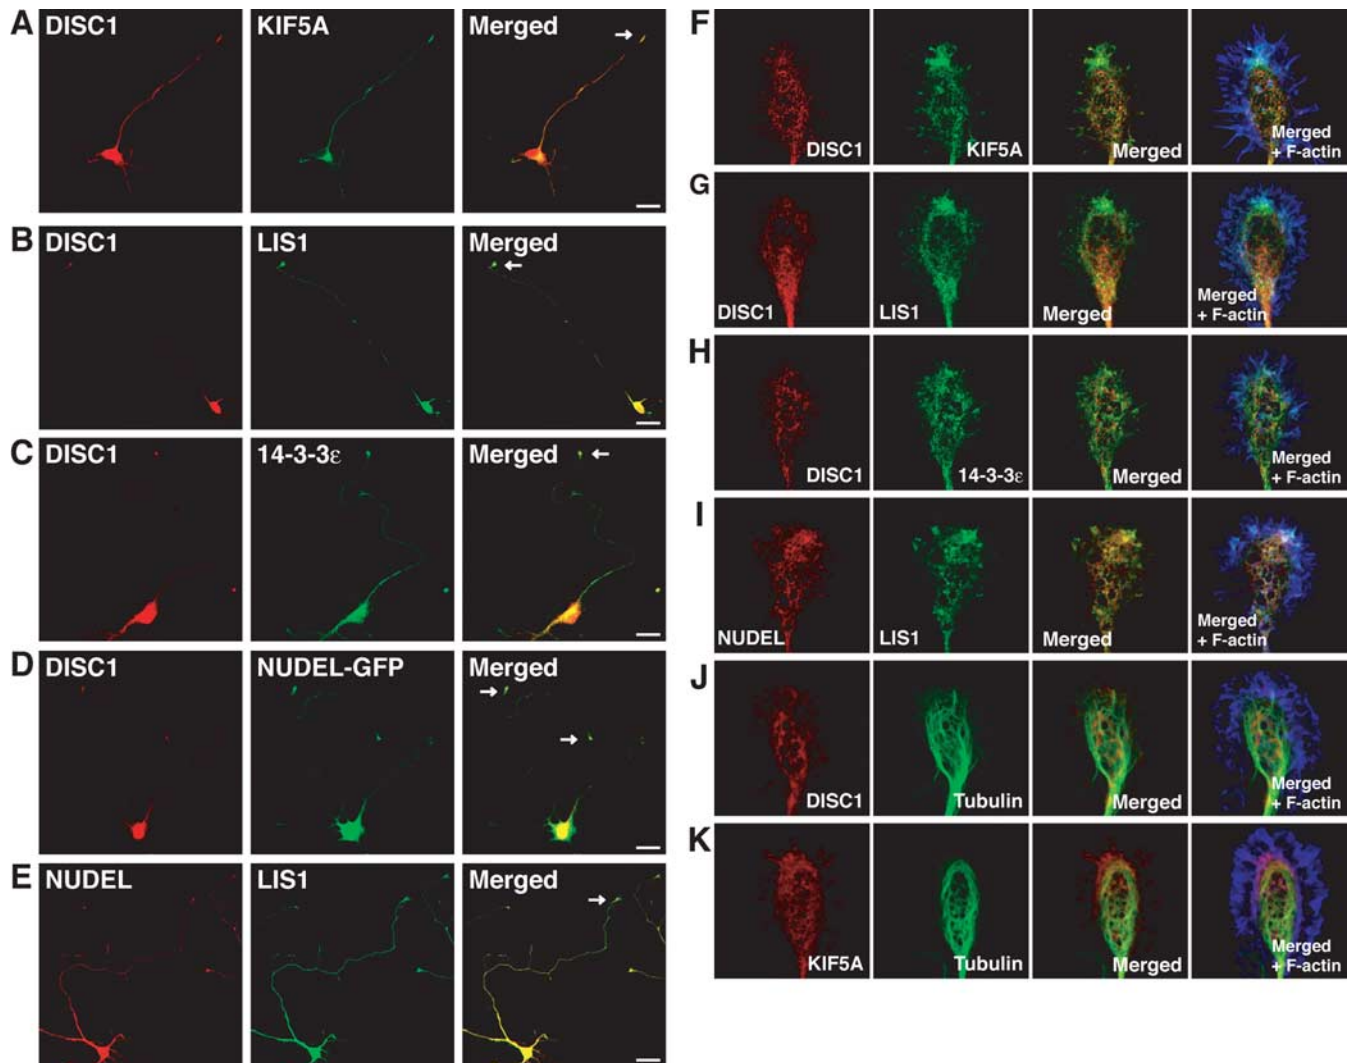 A DISC1 KIF5A Merged
B DISC1 LIS1 Merged
C DISC1 14-3-3ε Merged
D DISC1 NUDEL-GFP Merged
E NUDEL LIS1 Merged
F DISC1 KIF5A Merged Merged
+ F-actin
G DISC1 LIS1 Merged Merged
+ F-actin
H DISC1 14-3-3ε Merged Merged
+ F-actin
I NUDEL LIS1 Merged Merged
+ F-actin
J DISC1 Tubulin Merged Merged
+ F-actin
K KIF5A Tubulin Merged Merged
+ F-actin